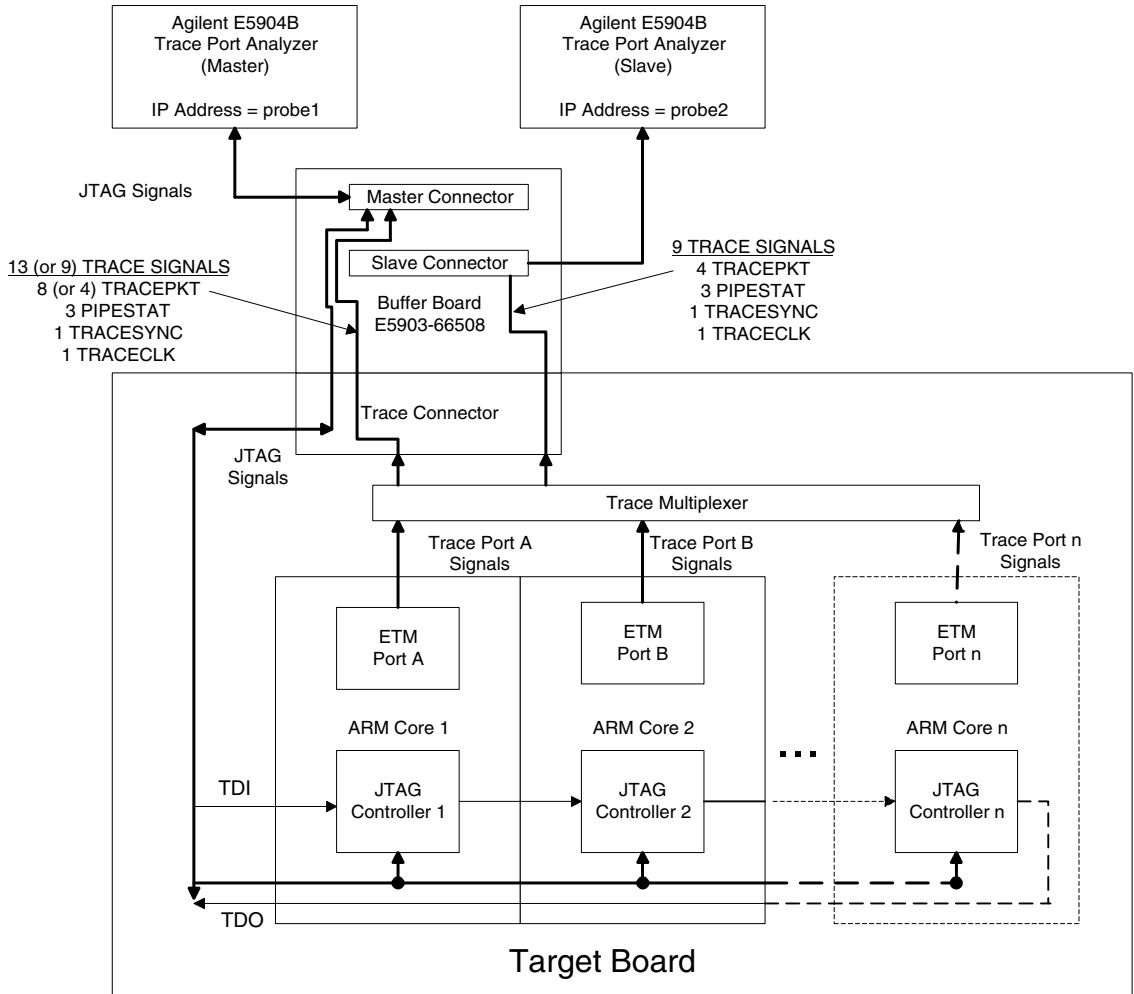 Agilent E5904B
Trace Port Analyzer
(Master)
IP Address = probe1
Agilent E5904B
Trace Port Analyzer
(Slave)
IP Address = probe2
JTAG Signals
Master Connector
13 (or 9) TRACE SIGNALS
8 (or 4) TRACEPKT
3 PIPESTAT
1 TRACESYNC
1 TRACECLK
Slave Connector
Buffer Board
E5903-66508
9 TRACE SIGNALS
4 TRACEPKT
3 PIPESTAT
1 TRACESYNC
1 TRACECLK
Trace Connector
JTAG
Signals
Trace Multiplexer
Trace Port A
Signals
Trace Port B
Signals
Trace Port n
Signals
ETM
Port A
ETM
Port B
ETM
Port n
ARM Core 1
ARM Core 2
ARM Core n
TDI
JTAG
Controller 1
JTAG
Controller 2
JTAG
Controller n
TDO
Target Board